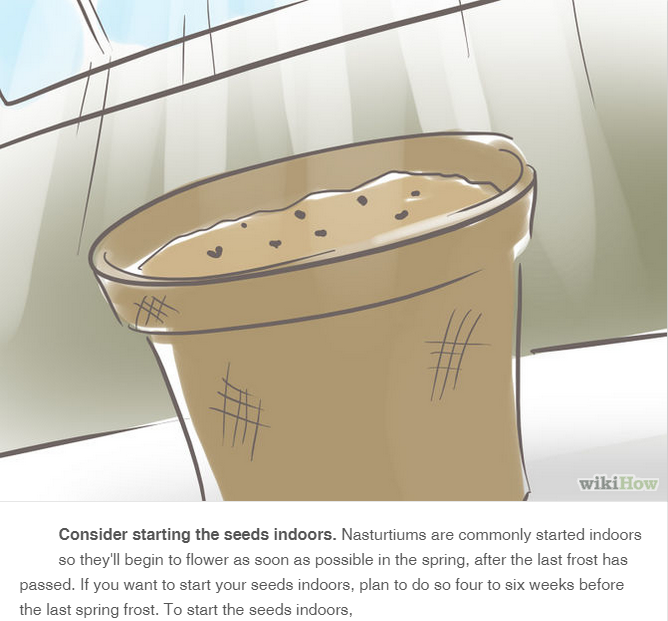 wikiHow
Consider starting the seeds indoors. Nasturtiums are commonly started indoors
so they'll begin to flower as soon as possible in the spring, after the last frost has
passed. If you want to start your seeds indoors, plan to do so four to six weeks before
the last spring frost. To start the seeds indoors,